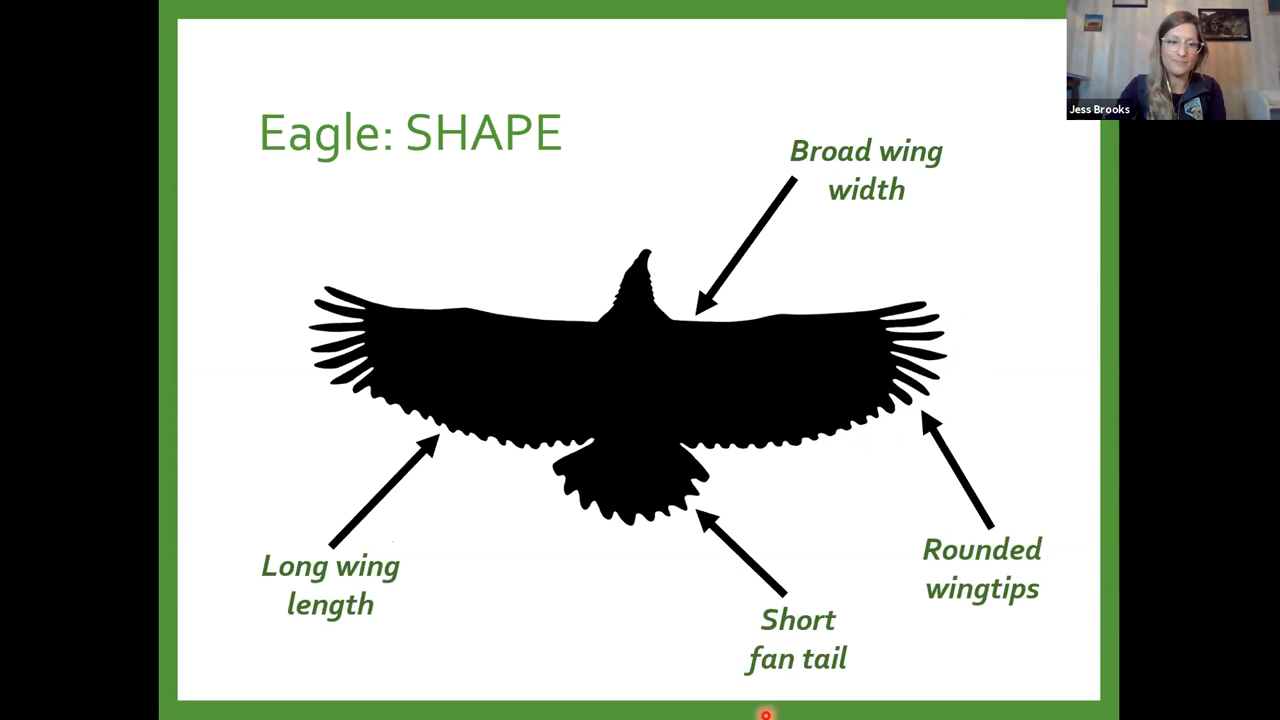 Jess Brooks
Eagle: SHAPE
Broad wing
width
Long wing
length
Rounded
wingtips
Short
fan tail